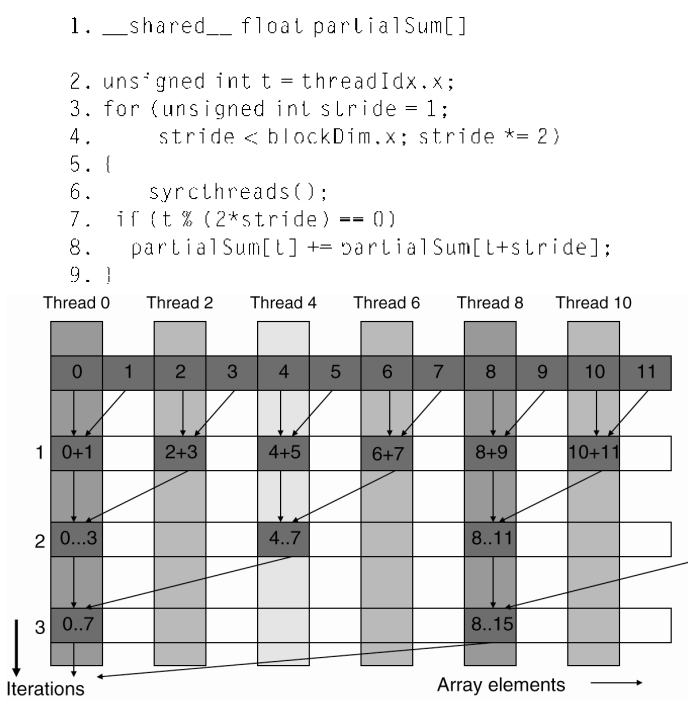 1. __shared__ float partialSum[]
2. unsigned int t = threadIdx.x;
3. for (unsigned int stride = 1;
4. stride < blockDim.x; stride *= 2)
5. {
6. syncthreads();
7. if (t % (2*stride) == 0)
8. partialSum[t] += partialSum[t+stride];
9. }
Thread 0 Thread 2 Thread 4 Thread 6 Thread 8 Thread 10
0 1 2 3 4 5 6 7 8 9 10 11
1 0+1 2+3 4+5 6+7 8+9 10+11
2 0...3 4..7 8..11
3 0..7 8..15
Iterations Array elements